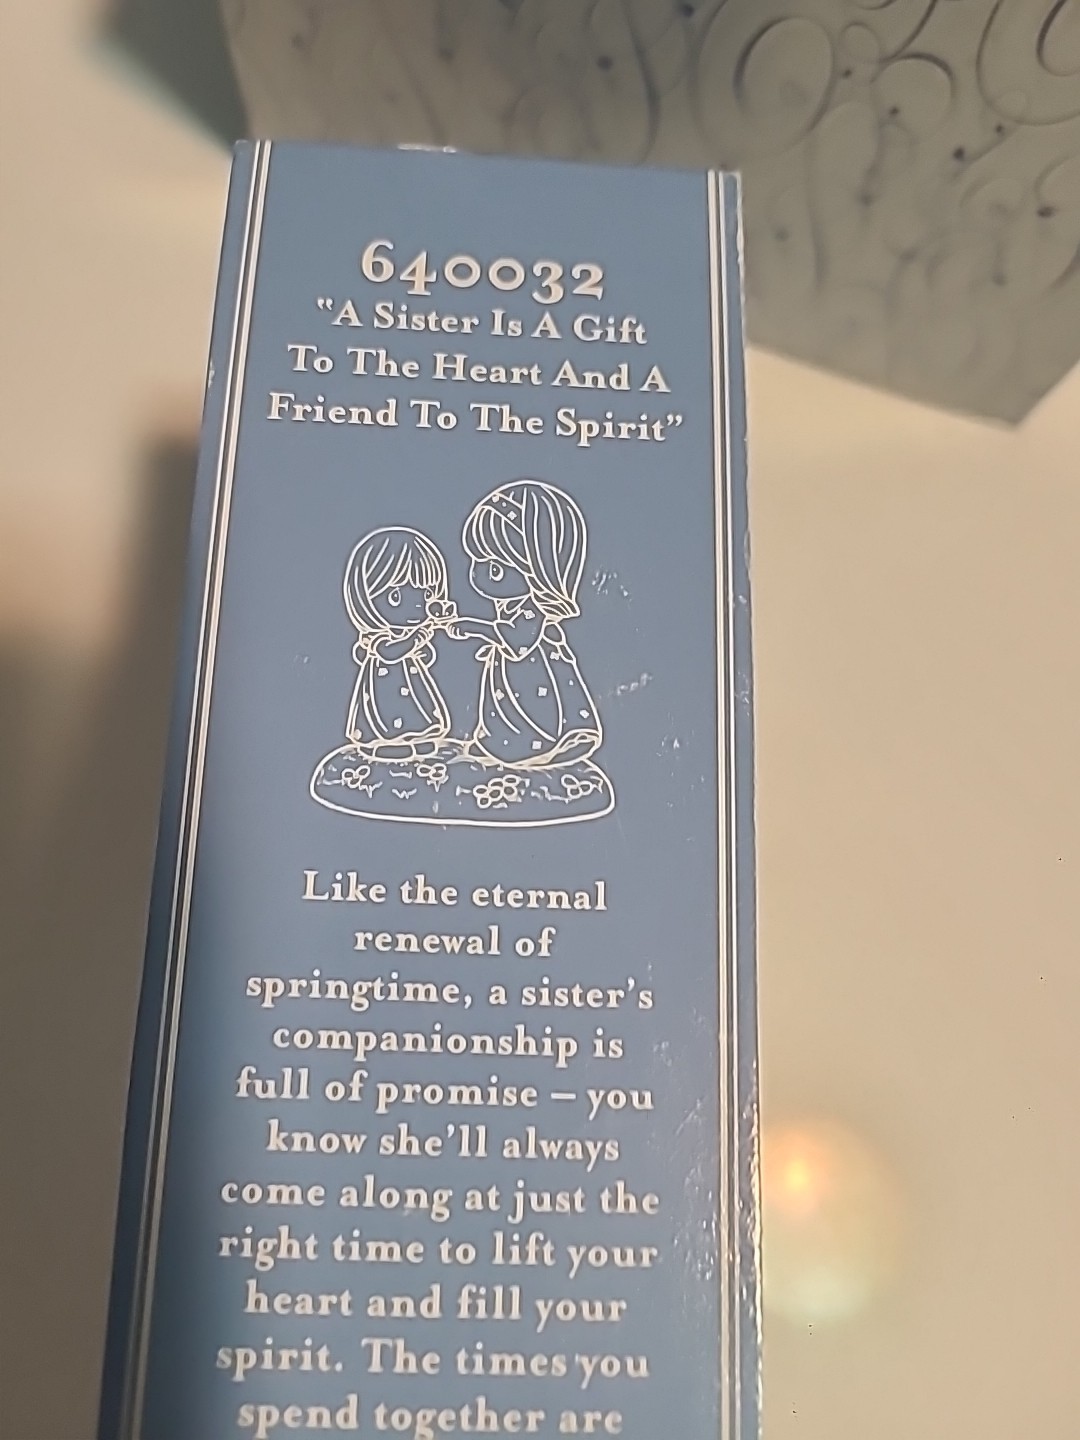 640032
"A Sister Is A Gift
To The Heart And A
Friend To The Spirit"
Like the eternal
renewal of
springtime, a sister's
companionship is
full of promise – you
know she'll always
come along at just the
right time to lift your
heart and fill your
spirit. The times you
spend together are